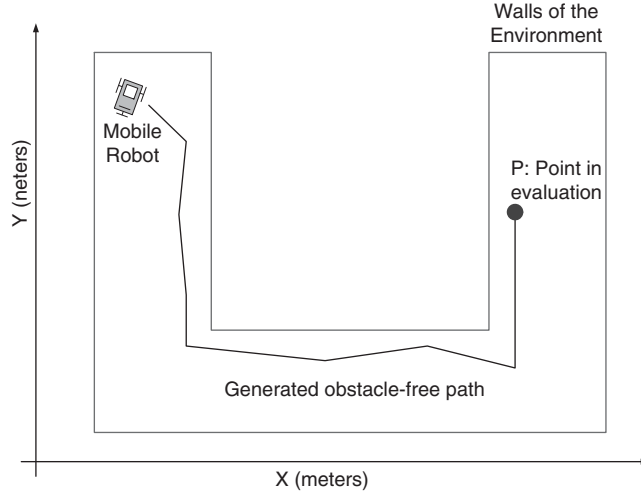 Walls of the
Environment
Mobile
Robot
P: Point in
evaluation
Y (neters)
Generated obstacle-free path
X (meters)